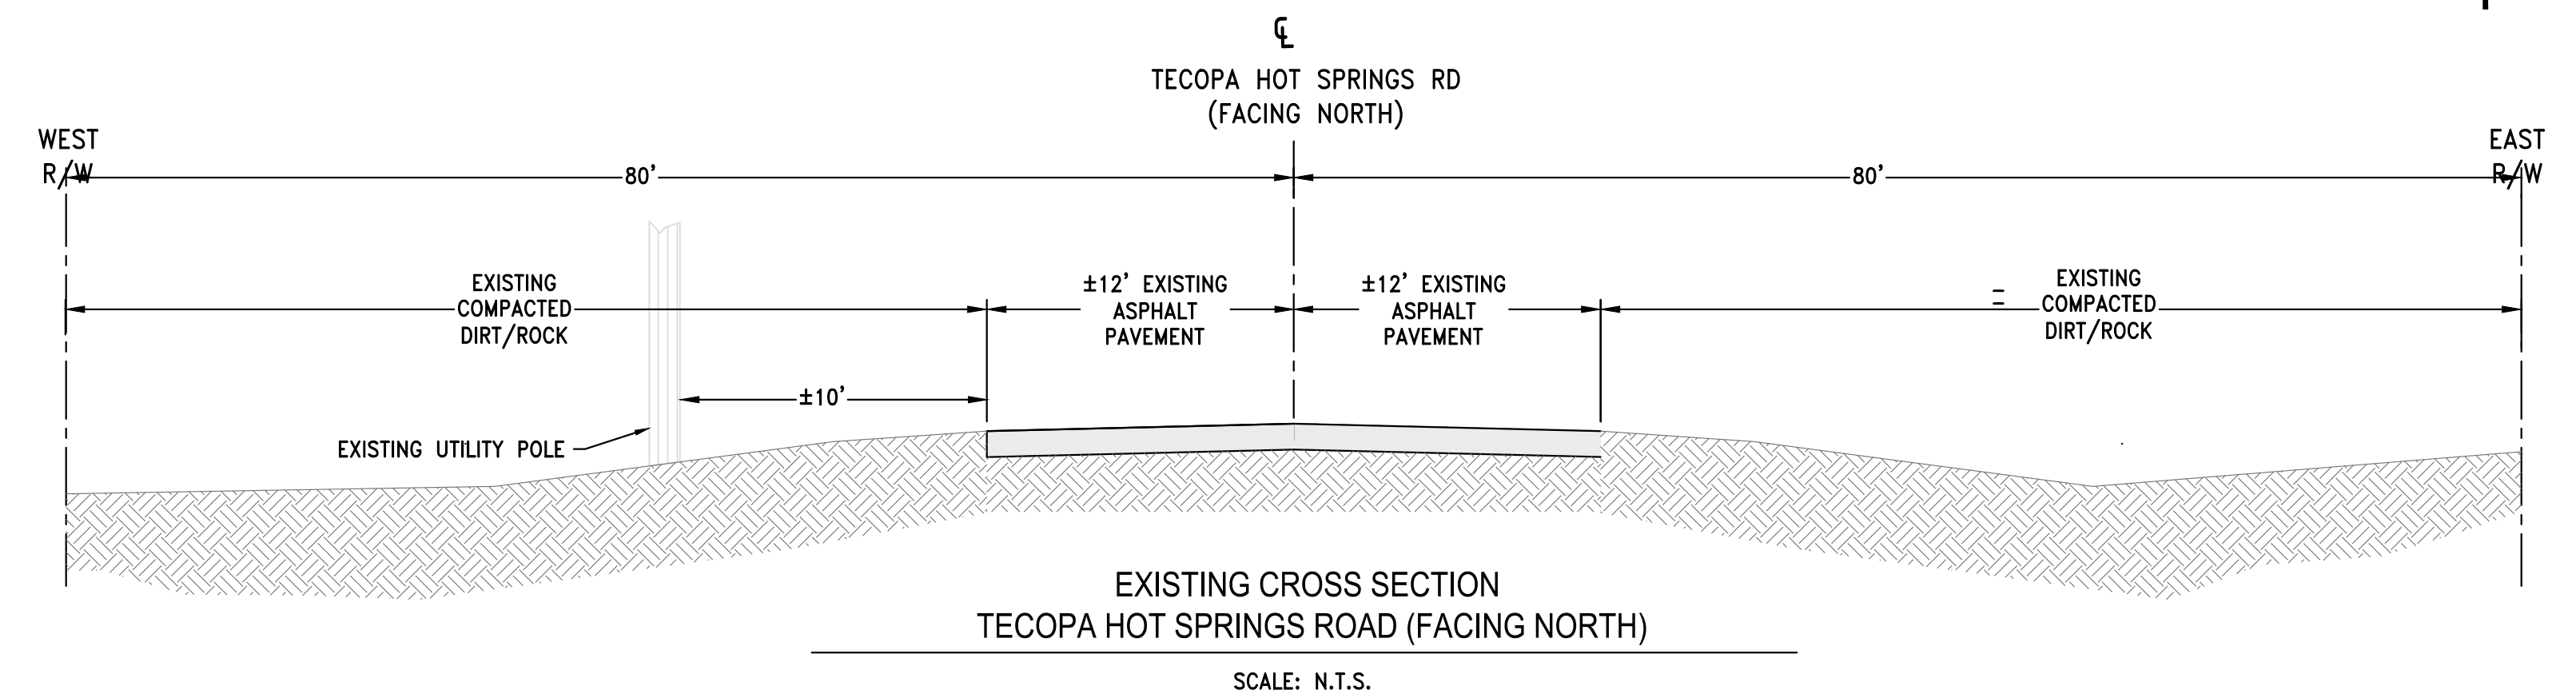 ℄
TECOPA HOT SPRINGS RD
(FACING NORTH)
WEST
R/W
EAST
R/W
80'
80'
EXISTING
COMPACTED
DIRT/ROCK
±12' EXISTING
ASPHALT
PAVEMENT
±12' EXISTING
ASPHALT
PAVEMENT
EXISTING
COMPACTED
DIRT/ROCK
±10'
EXISTING UTILITY POLE
EXISTING CROSS SECTION
TECOPA HOT SPRINGS ROAD (FACING NORTH)
SCALE: N.T.S.